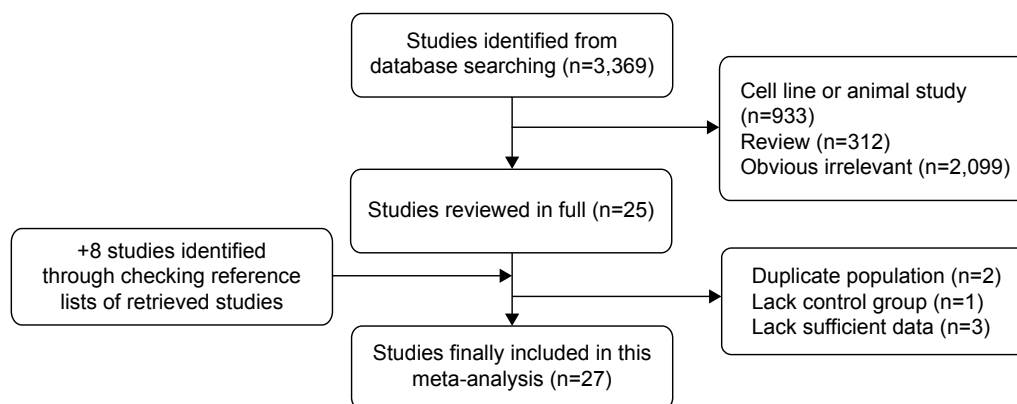 Studies identified from
database searching (n=3,369)
Cell line or animal study
(n=933)
Review (n=312)
Obvious irrelevant (n=2,099)
Studies reviewed in full (n=25)
+8 studies identified
through checking reference
lists of retrieved studies
Duplicate population (n=2)
Lack control group (n=1)
Lack sufficient data (n=3)
Studies finally included in this
meta-analysis (n=27)